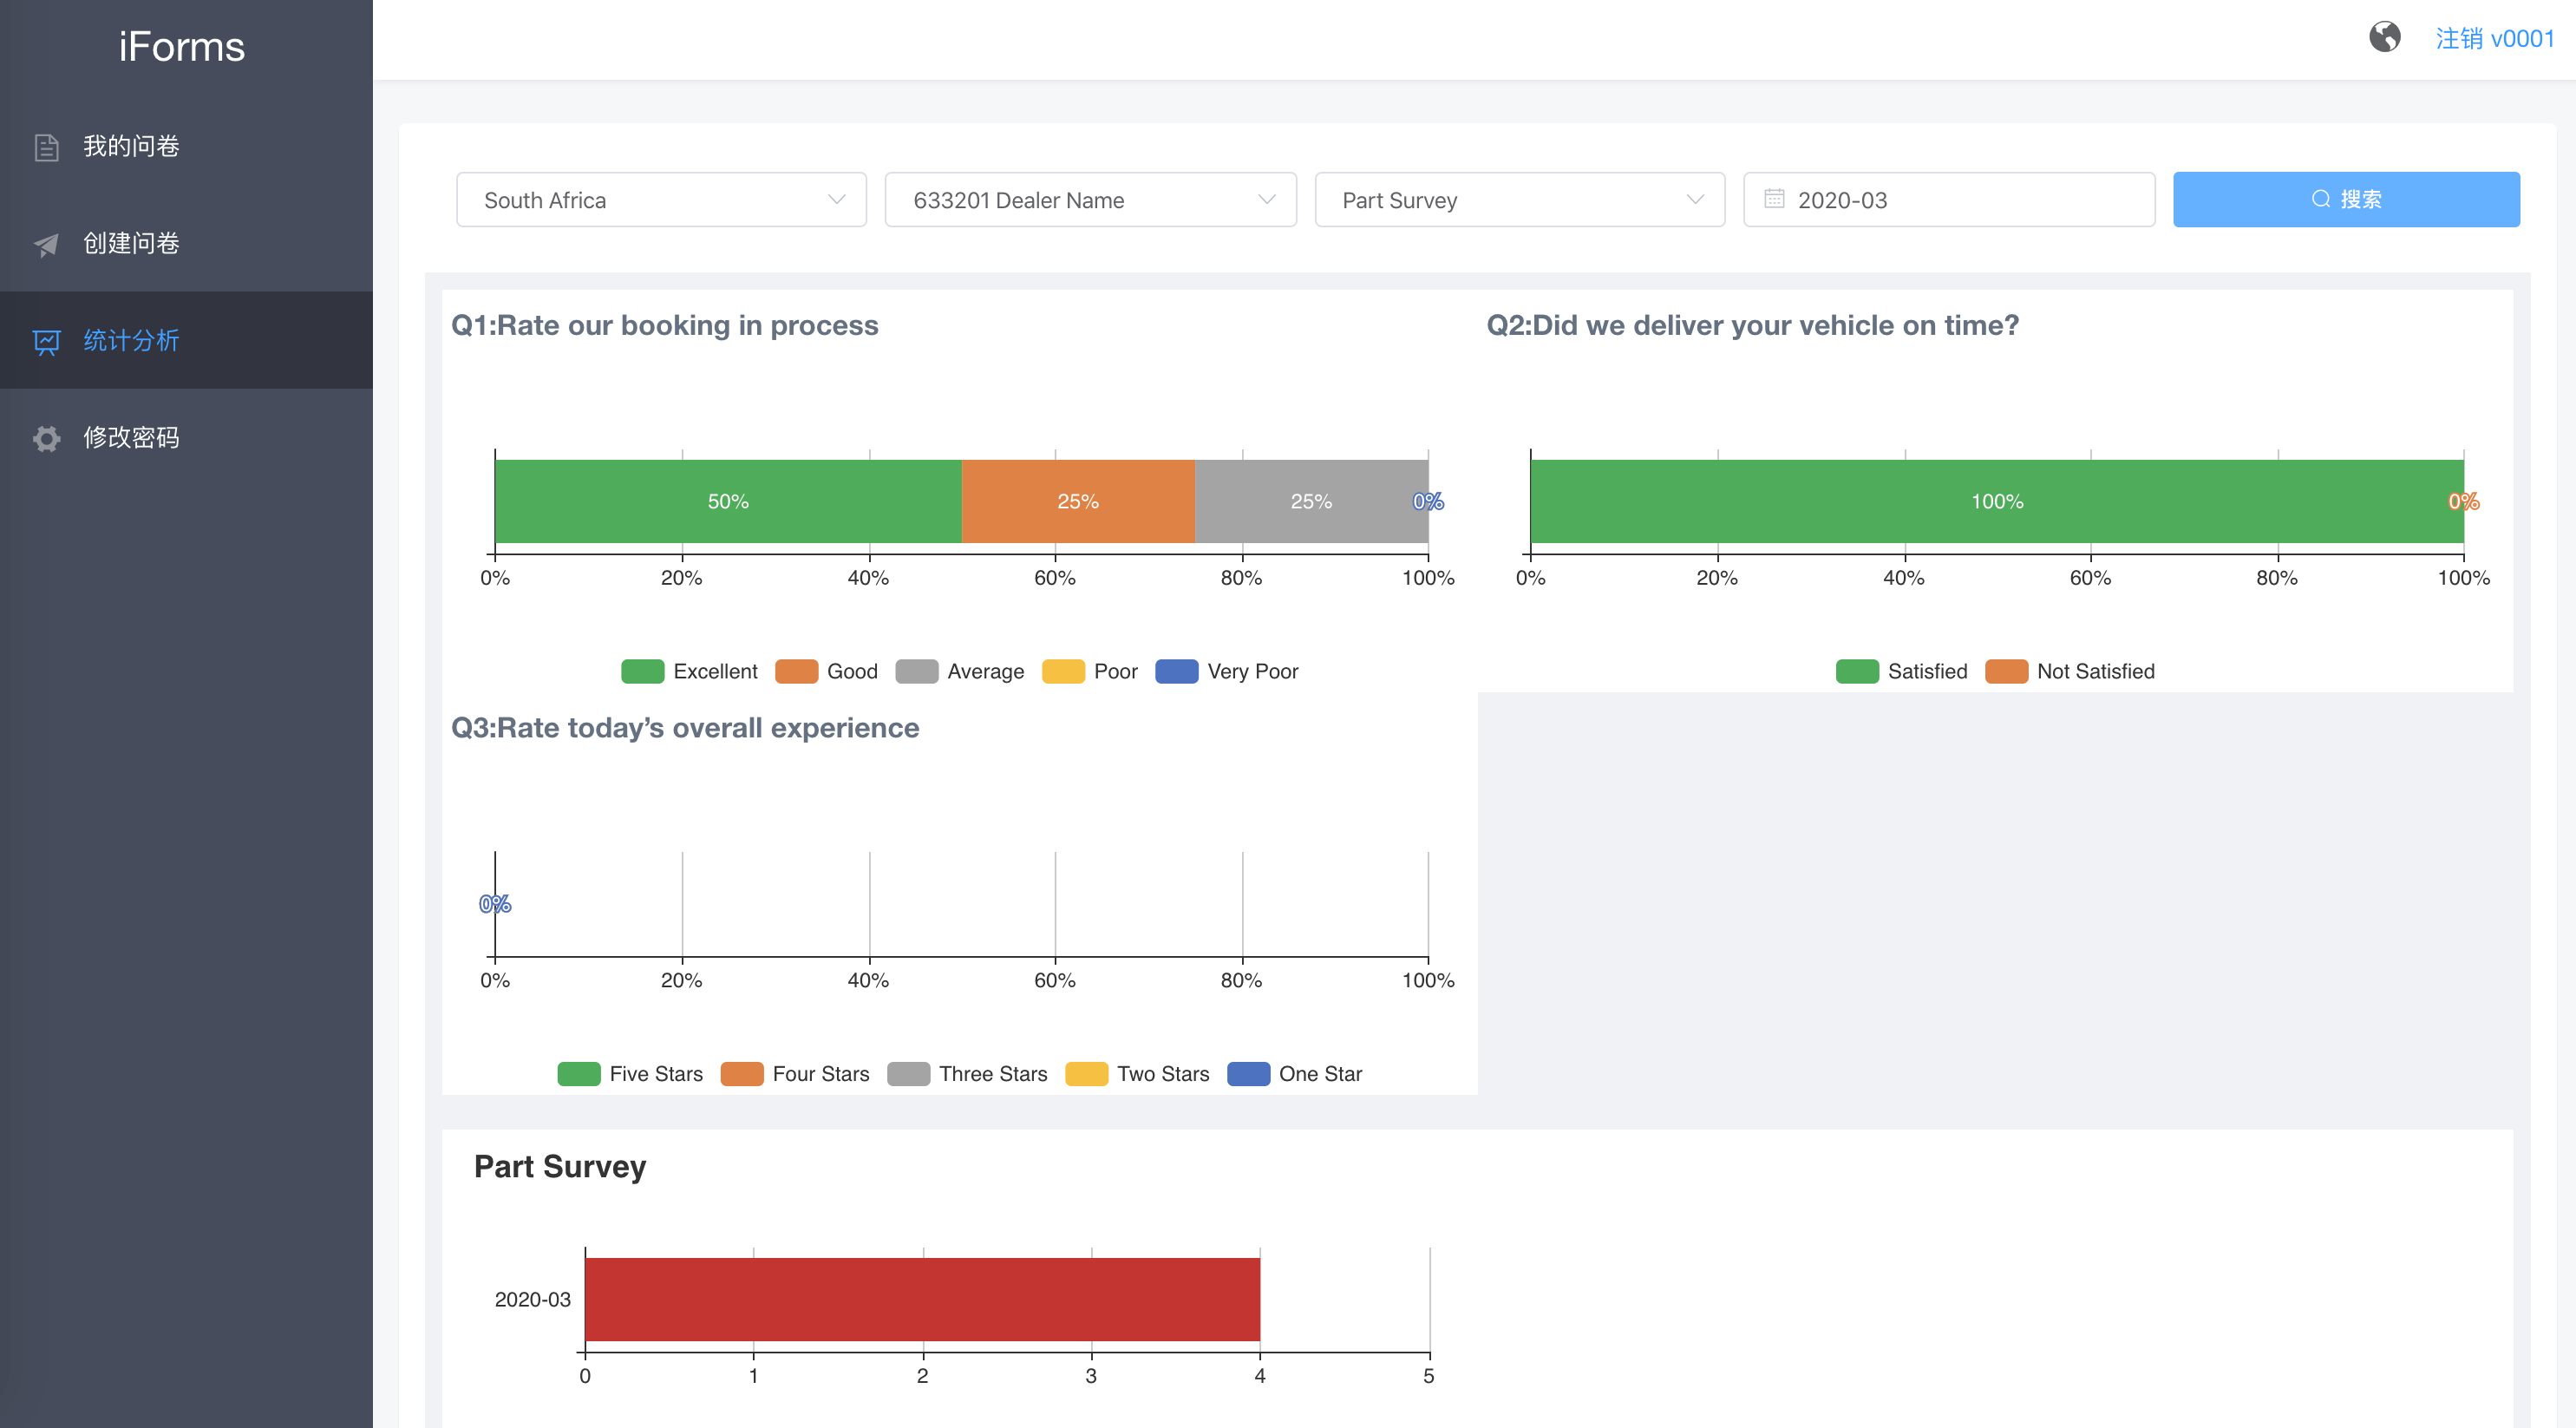 iForms
注销 v0001
我的问卷
创建问卷
统计分析
修改密码
South Africa
633201 Dealer Name
Part Survey
2020-03
搜索
Q1:Rate our booking in process
50%
25%
25%
0%
0%
20%
40%
60%
80%
100%
Excellent
Good
Average
Poor
Very Poor
Q2:Did we deliver your vehicle on time?
100%
0%
0%
20%
40%
60%
80%
100%
Satisfied
Not Satisfied
Q3:Rate today’s overall experience
0%
0%
20%
40%
60%
80%
100%
Five Stars
Four Stars
Three Stars
Two Stars
One Star
Part Survey
2020-03
0
1
2
3
4
5